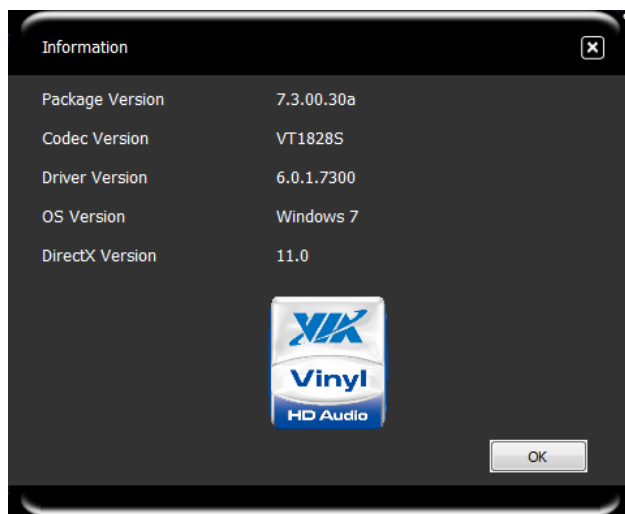 Information
Package Version 7.3.00.30a
Codec Version VT1828S
Driver Version 6.0.1.7300
OS Version Windows 7
DirectX Version 11.0
VIA
Vinyl
HD Audio
OK